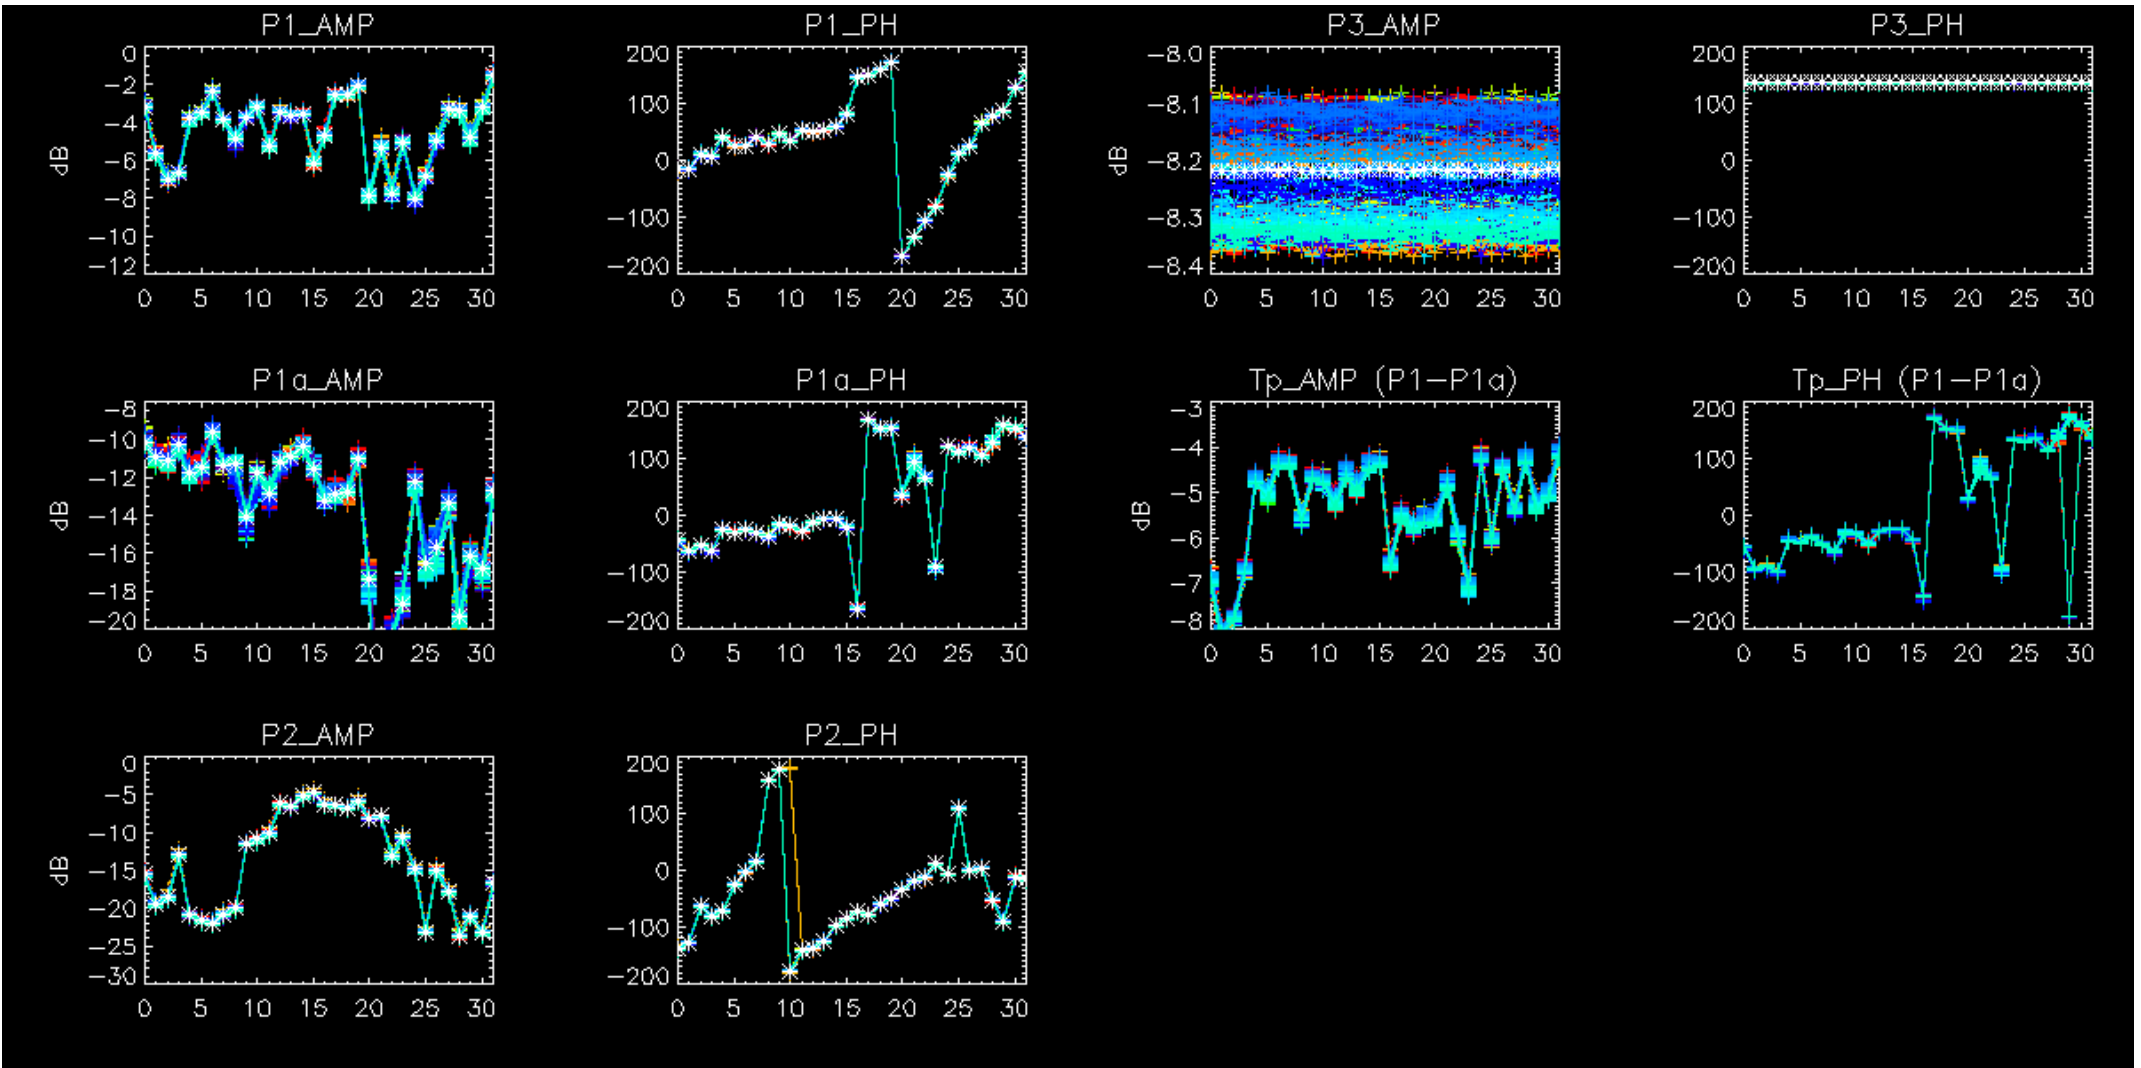 P1_AMP
0
−2
−4
−6
−8
−10
−12
dB
0 5 10 15 20 25 30
P1_PH
200
100
0
−100
−200
0 5 10 15 20 25 30
P3_AMP
−8.0
−8.1
−8.2
−8.3
−8.4
dB
0 5 10 15 20 25 30
P3_PH
200
100
0
−100
−200
0 5 10 15 20 25 30
P1a_AMP
−8
−10
−12
−14
−16
−18
−20
dB
0 5 10 15 20 25 30
P1a_PH
200
100
0
−100
−200
0 5 10 15 20 25 30
Tp_AMP (P1−P1a)
−3
−4
−5
−6
−7
−8
dB
0 5 10 15 20 25 30
Tp_PH (P1−P1a)
200
100
0
−100
−200
0 5 10 15 20 25 30
P2_AMP
0
−5
−10
−15
−20
−25
−30
dB
0 5 10 15 20 25 30
P2_PH
200
100
0
−100
−200
0 5 10 15 20 25 30